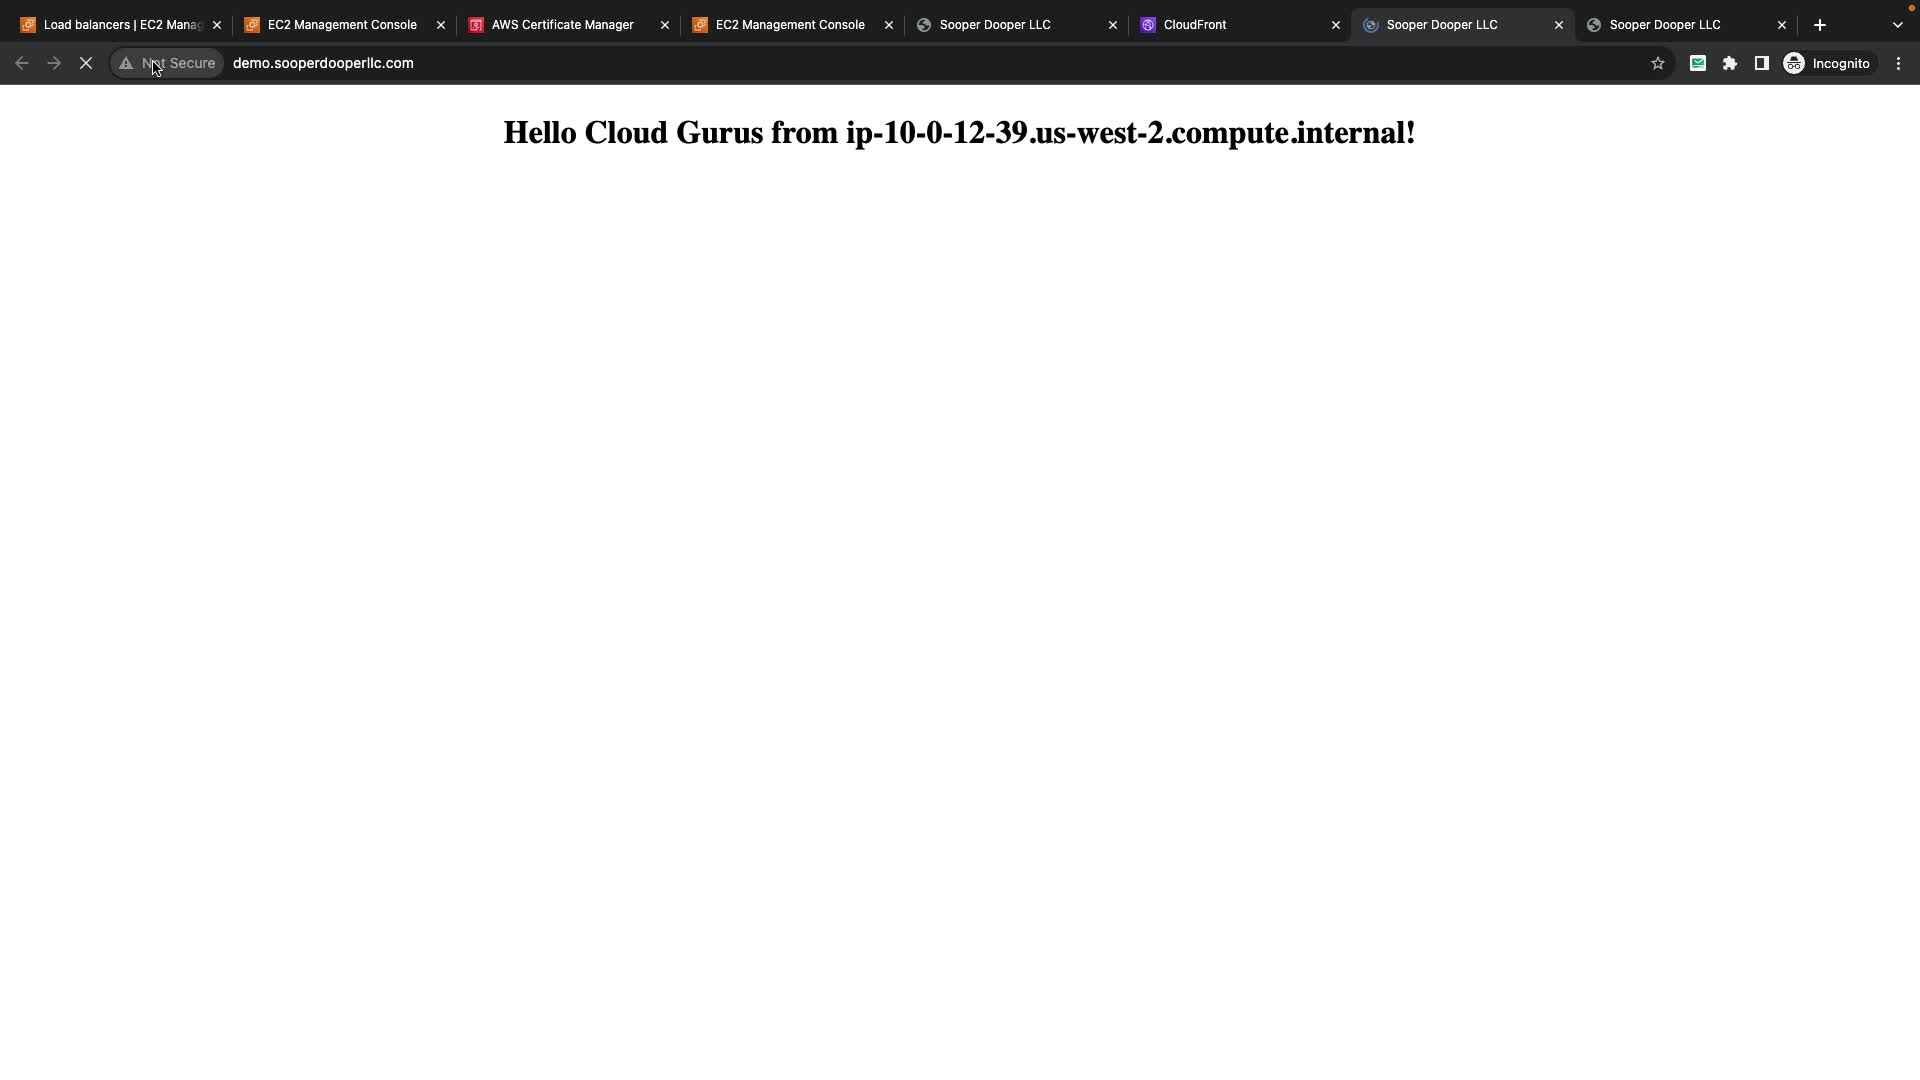 Load balancers | EC2 Manag
EC2 Management Console
AWS Certificate Manager
EC2 Management Console
Sooper Dooper LLC
CloudFront
Sooper Dooper LLC
Sooper Dooper LLC
Not Secure
demo.sooperdooperllc.com
Incognito
Hello Cloud Gurus from ip-10-0-12-39.us-west-2.compute.internal!